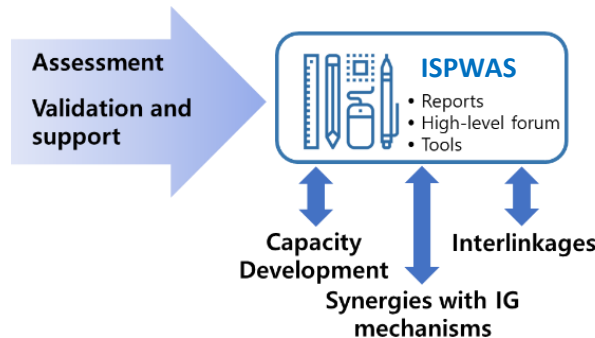 Assessment
Validation and
support
ISPWAS
• Reports
• High-level forum
• Tools
Capacity
Development
Interlinkages
Synergies with IG
mechanisms